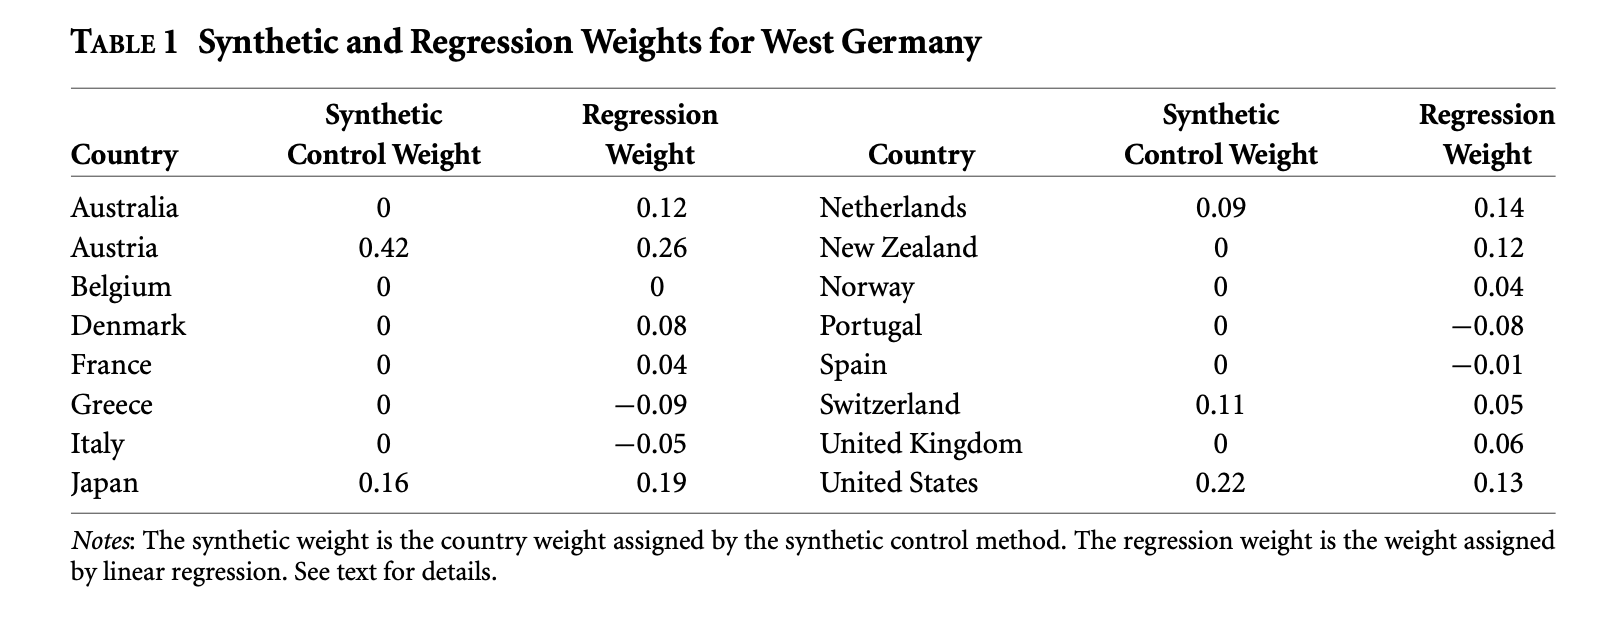 TABLE 1 Synthetic and Regression Weights for West Germany
Synthetic Regression Synthetic Regression
Country Control Weight Weight Country Control Weight Weight
Australia 0 0.12 Netherlands 0.09 0.14
Austria 0.42 0.26 New Zealand 0 0.12
Belgium 0 0 Norway 0 0.04
Denmark 0 0.08 Portugal 0 −0.08
France 0 0.04 Spain 0 −0.01
Greece 0 −0.09 Switzerland 0.11 0.05
Italy 0 −0.05 United Kingdom 0 0.06
Japan 0.16 0.19 United States 0.22 0.13
Notes: The synthetic weight is the country weight assigned by the synthetic control method. The regression weight is the weight assigned
by linear regression. See text for details.